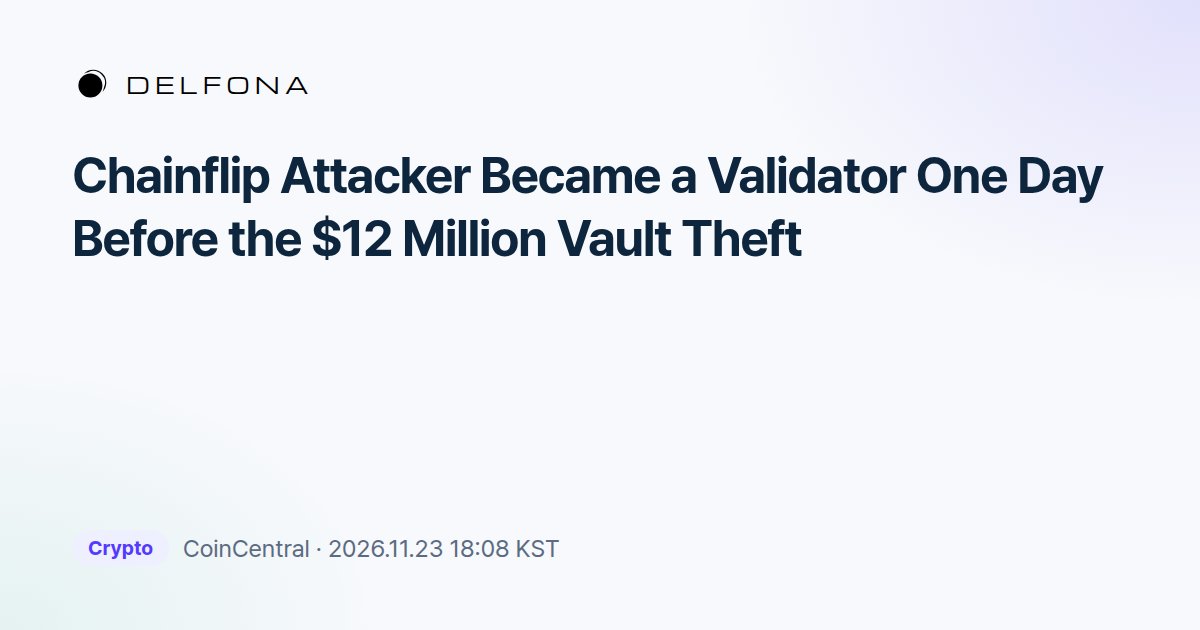 DELFONA
Chainflip Attacker Became a Validator One Day
Before the $12 Million Vault Theft
Crypto CoinCentral · 2026.11.23 18:08 KST